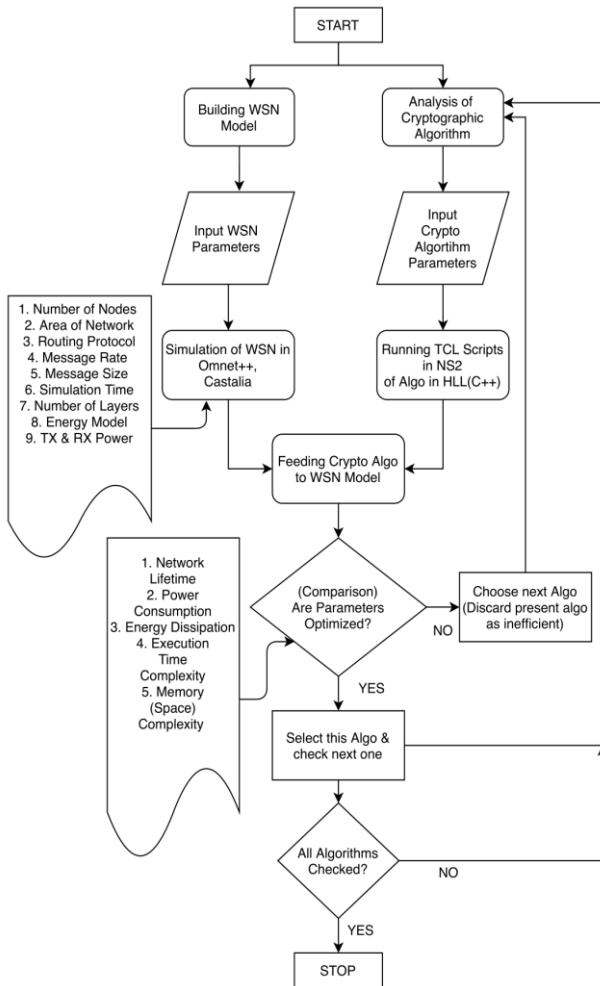 START
Building WSN
Model
Analysis of
Cryptographic
Algorithm
Input WSN
Parameters
Input
Crypto
Algortihm
Parameters
1. Number of Nodes
2. Area of Network
3. Routing Protocol
4. Message Rate
5. Message Size
6. Simulation Time
7. Number of Layers
8. Energy Model
9. TX & RX Power
Simulation of WSN in
Omnet++,
Castalia
Running TCL Scripts
in NS2
of Algo in HLL(C++)
Feeding Crypto Algo
to WSN Model
1. Network
Lifetime
2. Power
Consumption
3. Energy Dissipation
4. Execution
Time
Complexity
5. Memory
(Space)
Complexity
(Comparison)
Are Parameters
Optimized?
NO
Choose next Algo
(Discard present algo
as inefficient)
YES
Select this Algo &
check next one
All Algorithms
Checked?
NO
YES
STOP